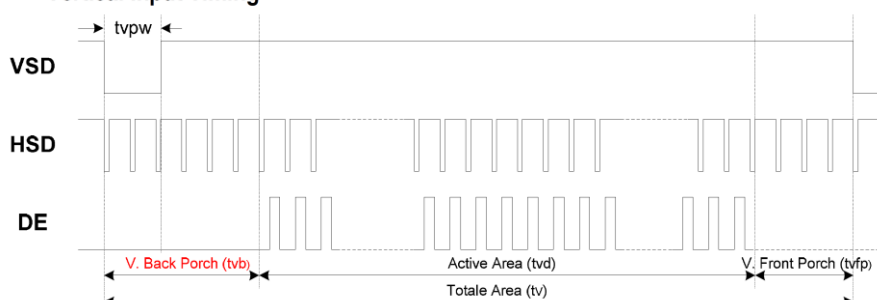 tvpw
VSD
HSD
DE
V. Back Porch (tvb) Active Area (tvd) V. Front Porch (tvfp)
Totale Area (tv)